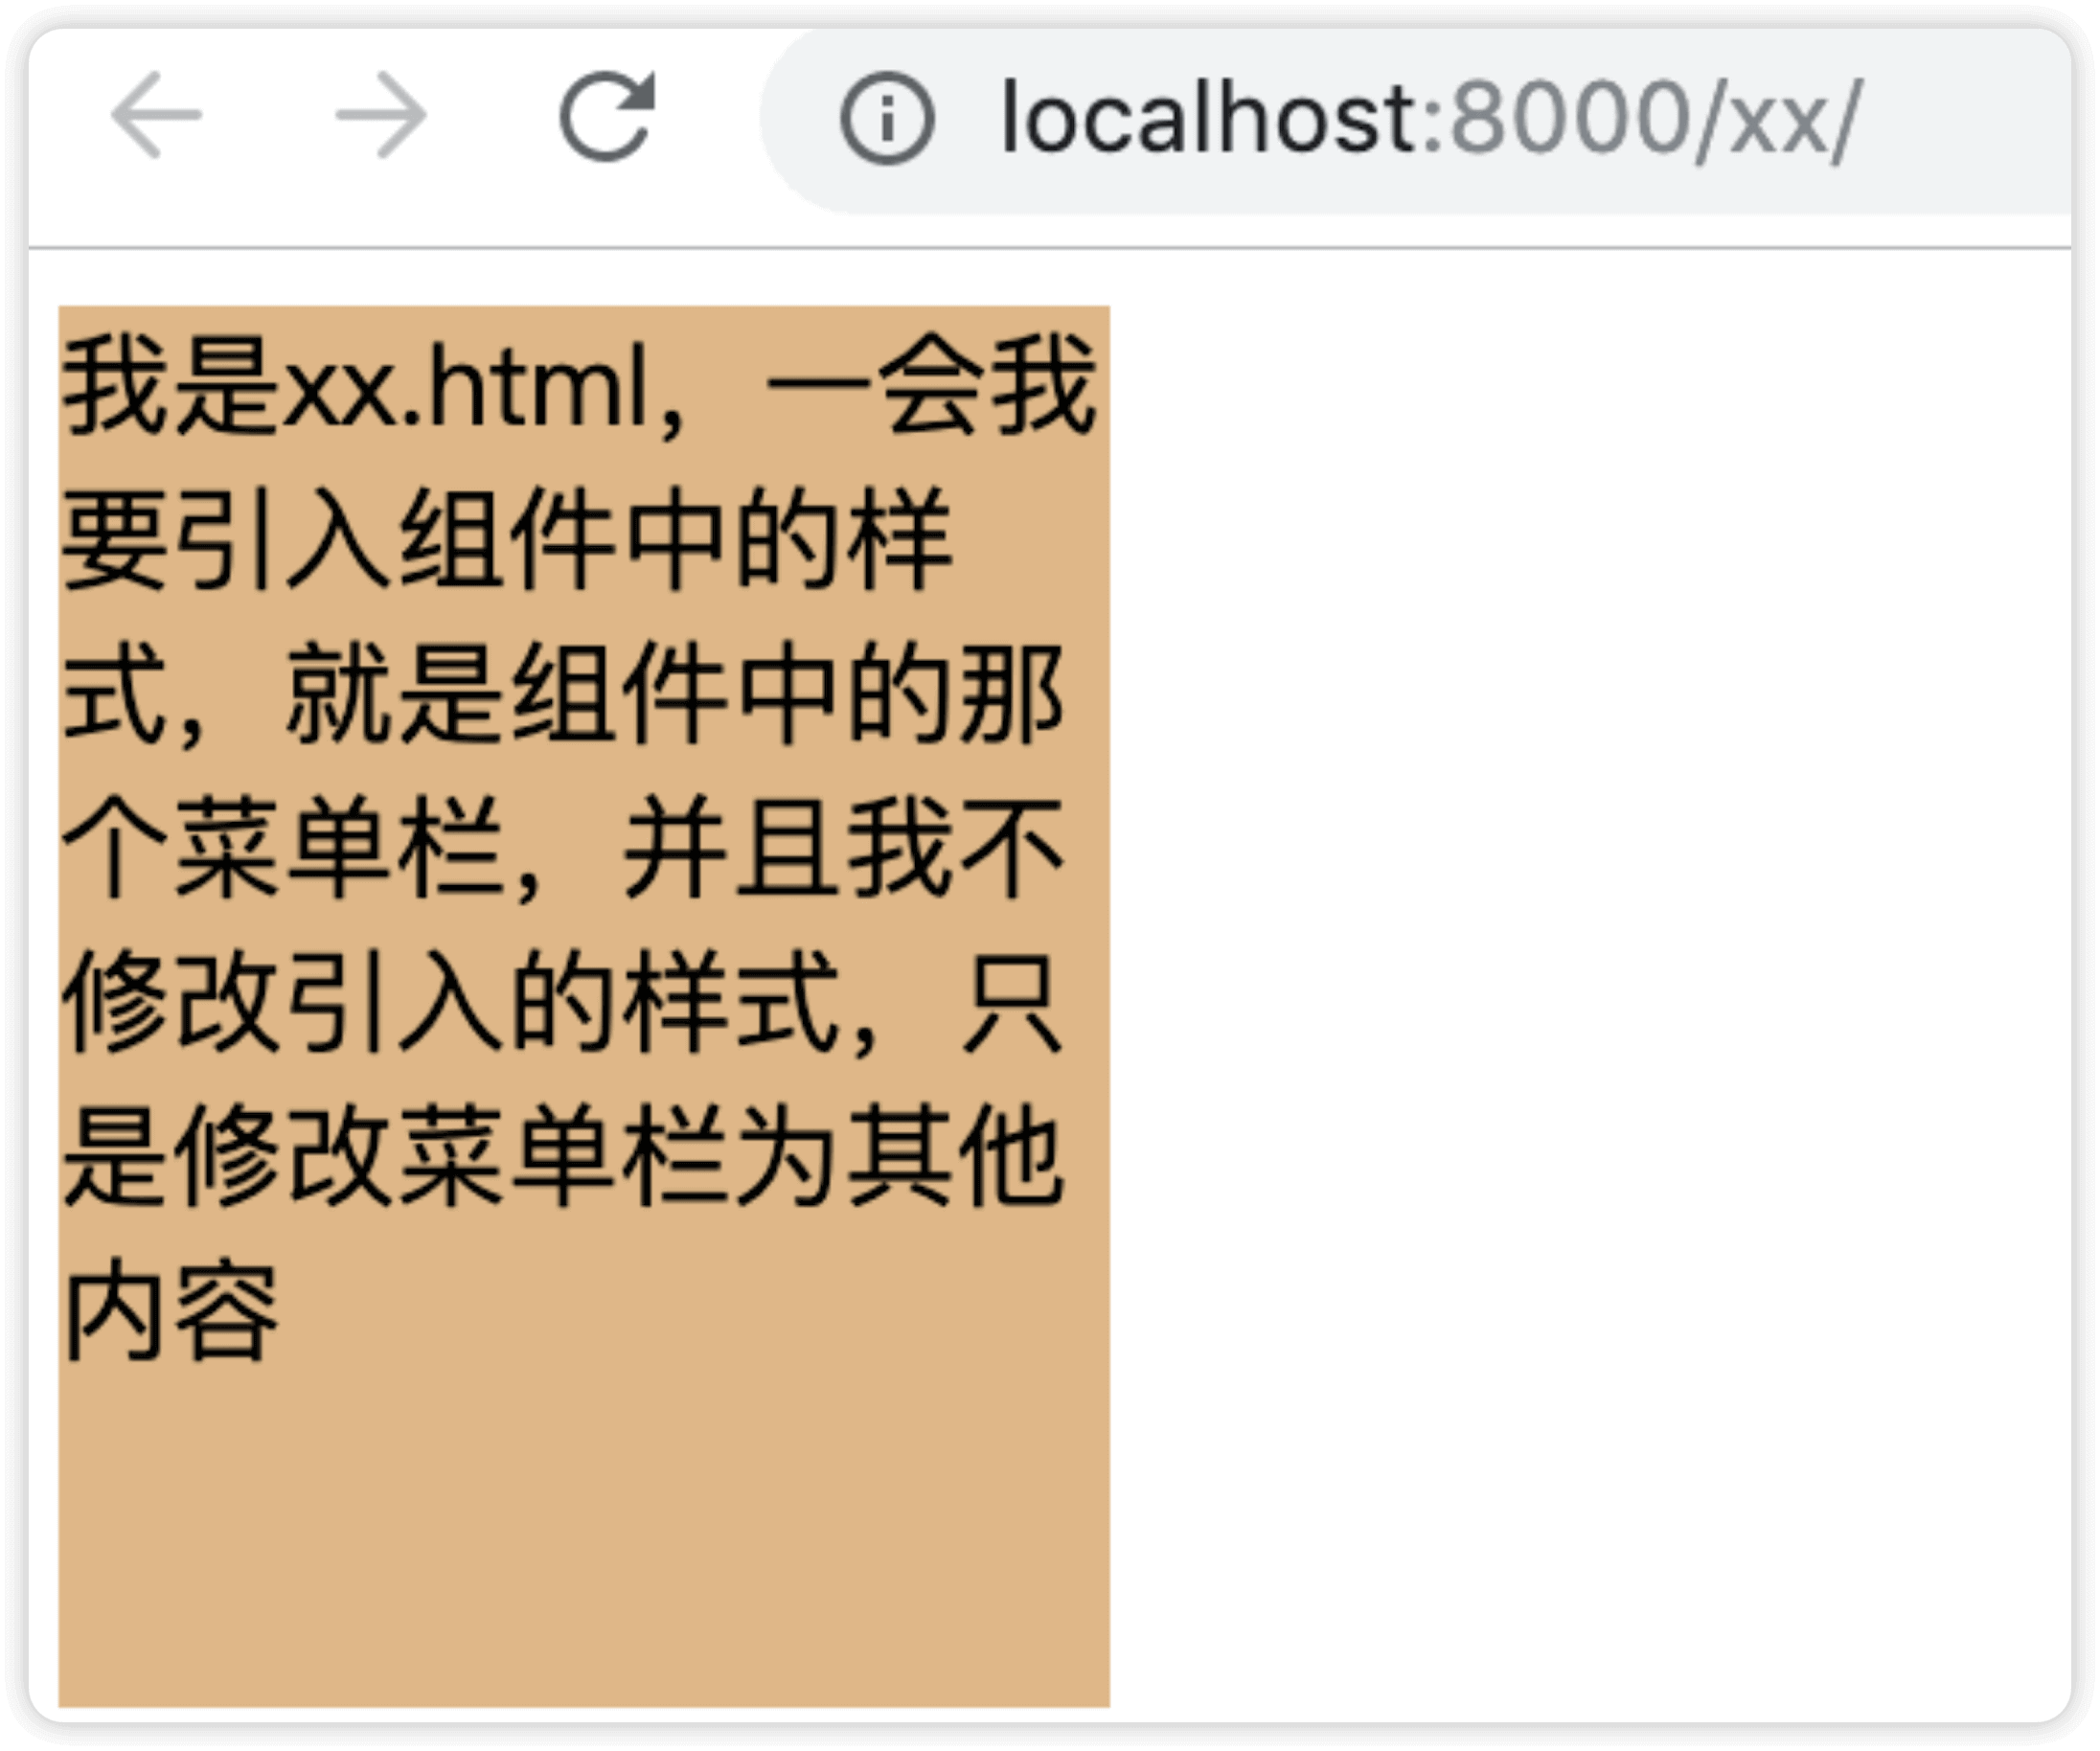 localhost:8000/xx/
我是xx.html，一会我
要引入组件中的样
式，就是组件中的那
个菜单栏，并且我不
修改引入的样式，只
是修改菜单栏为其他
内容